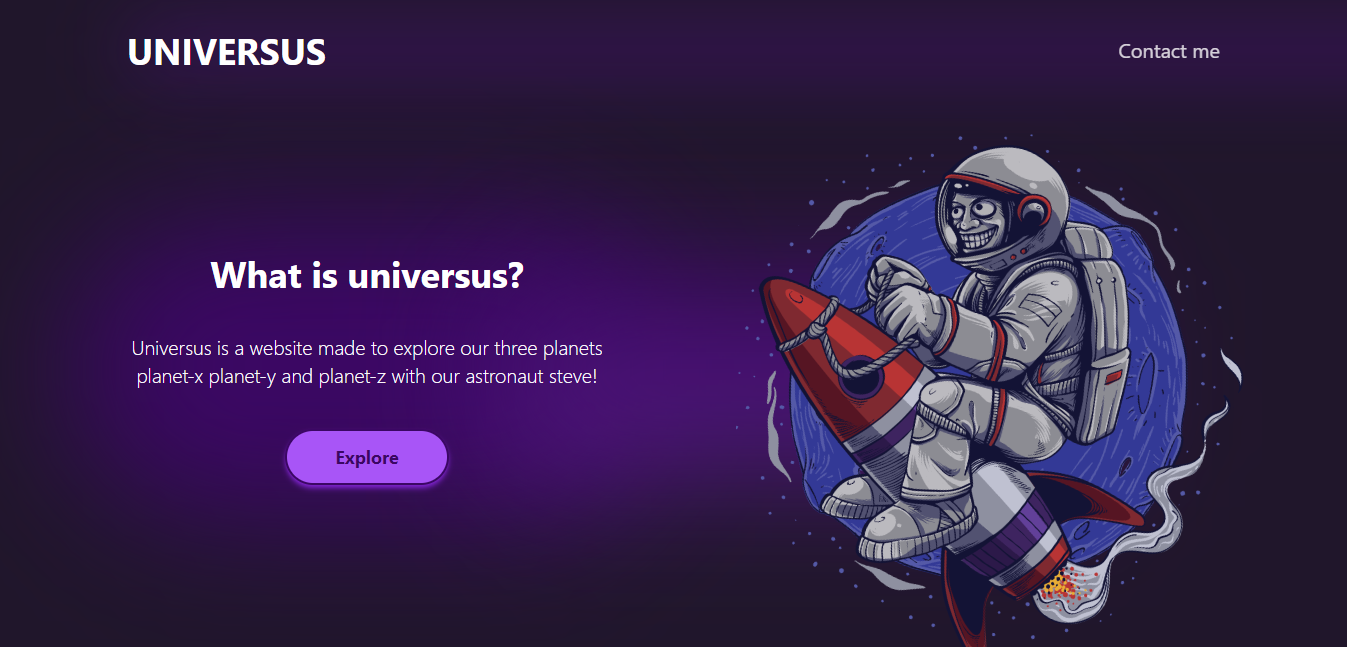 UNIVERSUS
Contact me
What is universus?
Universus is a website made to explore our three planets
planet-x planet-y and planet-z with our astronaut steve!
Explore